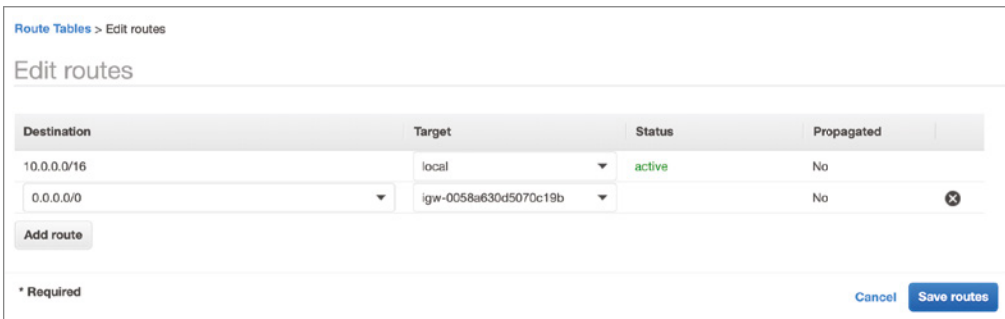 Route Tables > Edit routes
Edit routes
Destination Target Status Propagated
10.0.0.0/16 local active No
0.0.0.0/0 igw-0058a630d5070c19b No
Add route
* Required Cancel Save routes